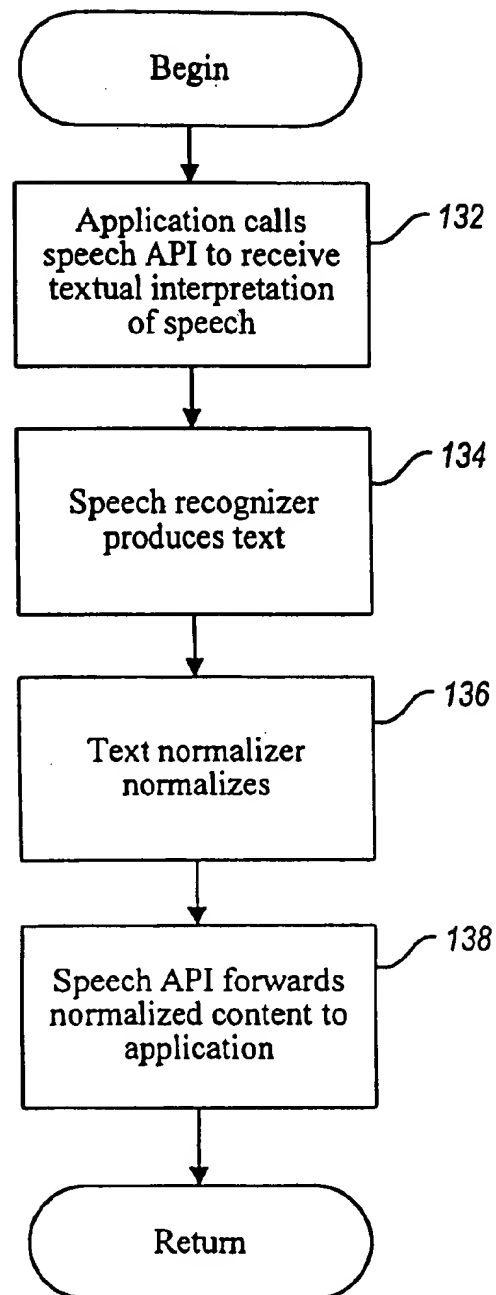 Begin
Application calls
speech API to receive
textual interpretation
of speech
132
Speech recognizer
produces text
134
Text normalizer
normalizes
136
Speech API forwards
normalized content to
application
138
Return